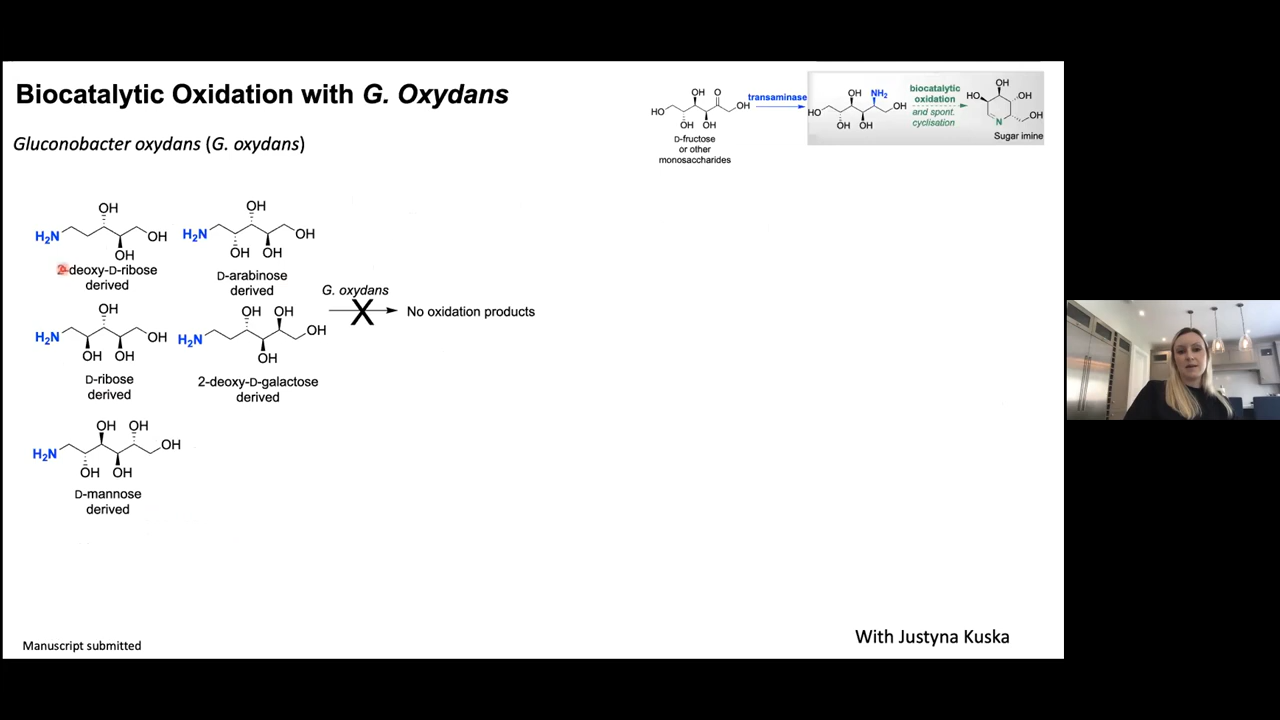 Biocatalytic Oxidation with G. Oxydans
Gluconobacter oxydans (G. oxydans)
OH
O
HO
OH
OH
OH
D-fructose
or other
monosaccharides
transaminase
OH
NH₂
HO
OH
OH
OH
biocatalytic
oxidation
and spont.
cyclisation
OH
HO
OH
OH
N
Sugar imine
OH
H₂N
OH
OH
2-deoxy-D-ribose
derived
OH
H₂N
OH
OH
OH
D-arabinose
derived
OH
H₂N
OH
OH
OH
D-ribose
derived
OH
OH
H₂N
OH
OH
2-deoxy-D-galactose
derived
G. oxydans
X
No oxidation products
OH
OH
H₂N
OH
OH
OH
D-mannose
derived
Manuscript submitted
With Justyna Kuska